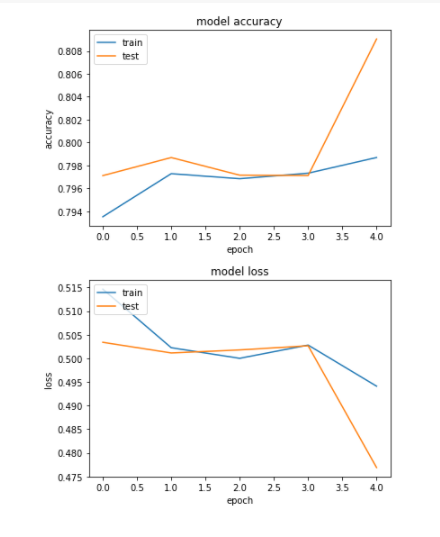 model accuracy
train
test
0.808
0.806
0.804
0.802
0.800
0.798
0.796
0.794
accuracy
0.0 0.5 1.0 1.5 2.0 2.5 3.0 3.5 4.0
epoch
model loss
train
test
0.515
0.510
0.505
0.500
0.495
0.490
0.485
0.480
0.475
loss
0.0 0.5 1.0 1.5 2.0 2.5 3.0 3.5 4.0
epoch